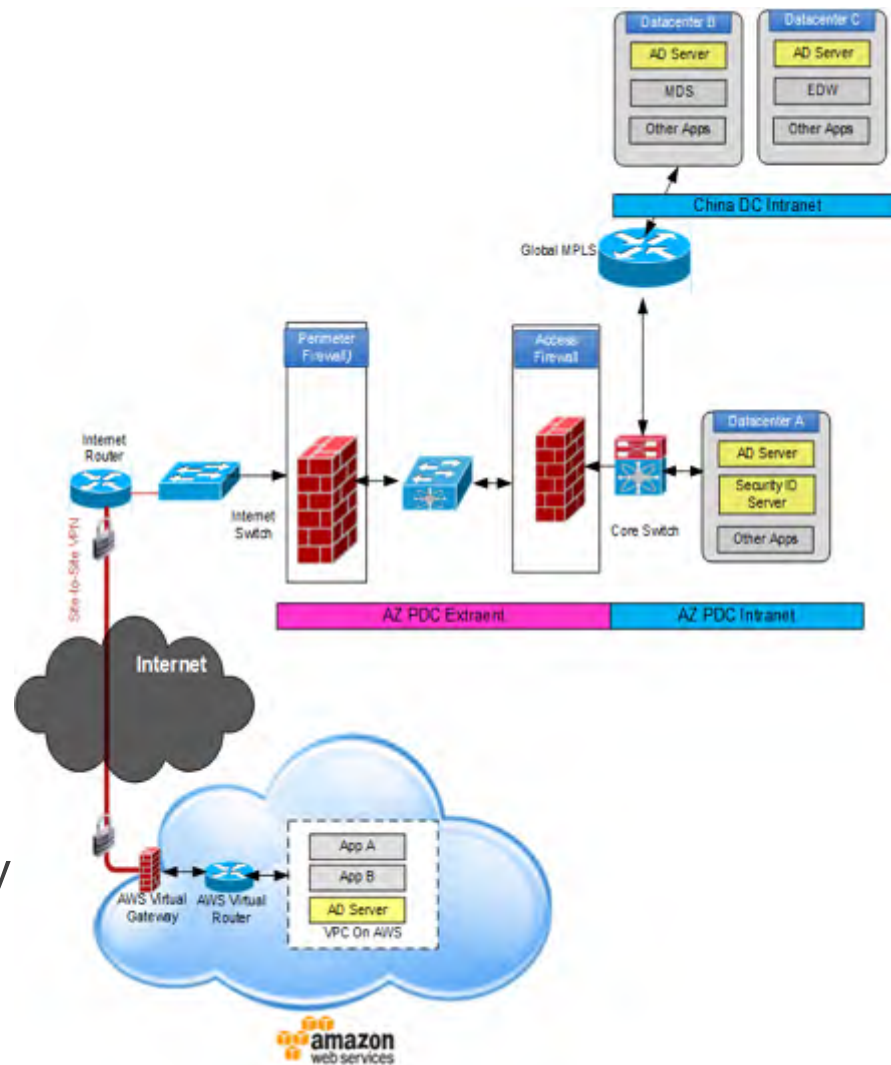 Datacenter B
AD Server
MDS
Other Apps
Datacenter C
AD Server
EDW
Other Apps
China DC Intranet
Global MPLS
Perimeter
Firewall)
Access
Firewall
Internet
Router
Internet
Switch
Core Switch
Datacenter A
AD Server
Security ID
Server
Other Apps
Site-to-Site VPN
AZ PDC Extraent
AZ PDC Intranet
Internet
App A
App B
AD Server
VPC On AWS
AWS Virtual
Gateway
AWS Virtual
Router
y
amazon
web services